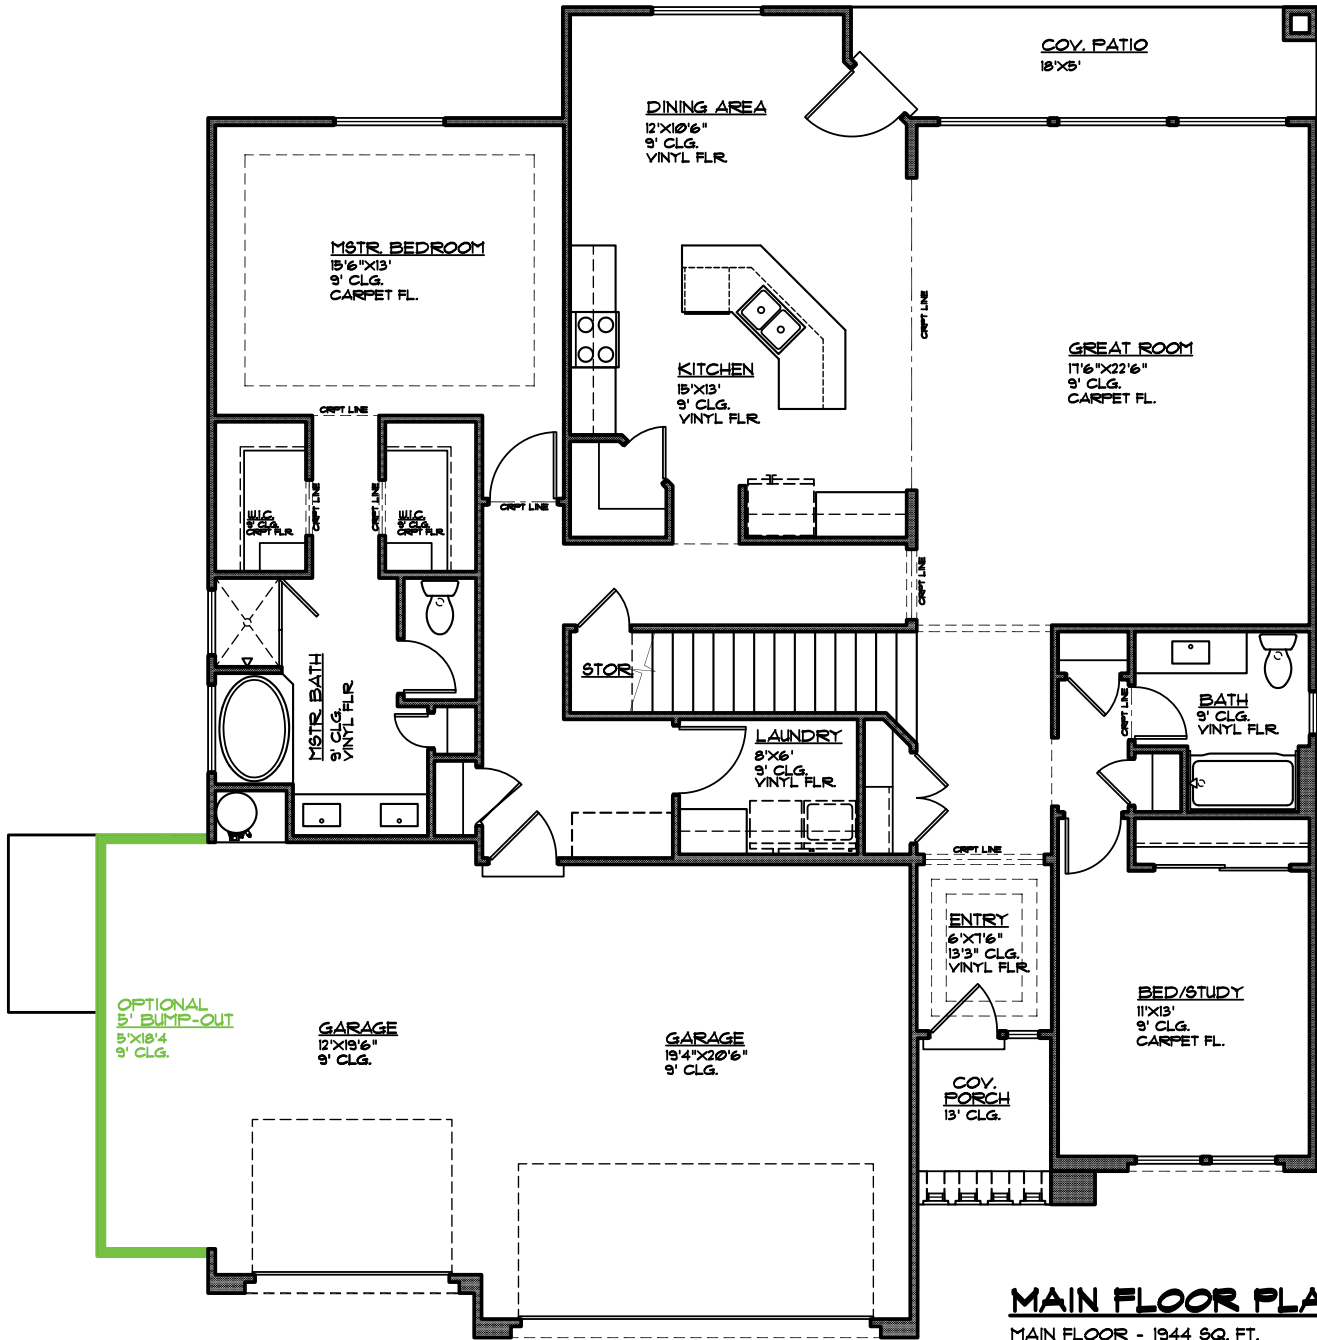 COV. PATIO
18'X5'
DINING AREA
12'X10'6"
9' CLG.
VINYL FLR.
MSTR. BEDROOM
15'6"X13'
9' CLG.
CARPET FL.
CRPT LINE
KITCHEN
15'X13'
9' CLG.
VINYL FLR.
GREAT ROOM
17'6"X22'6"
9' CLG.
CARPET FL.
CRPT LINE
W.I.C.
9' CLG.
CRPT FLR.
CRPT LINE
CRPT LINE
W.I.C.
9' CLG.
CRPT FLR.
CRPT LINE
CRPT LINE
MSTR. BATH
9' CLG.
VINYL FLR.
STOR.
LAUNDRY
8'X6'
9' CLG.
VINYL FLR.
CRPT LINE
BATH
9' CLG.
VINYL FLR.
CRPT LINE
ENTRY
6'X7'6"
13'3" CLG.
VINYL FLR.
OPTIONAL
5' BUMP-OUT
5'X18'4
9' CLG.
GARAGE
12'X19'6"
9' CLG.
GARAGE
19'4"X20'6"
9' CLG.
BED/STUDY
11'X13'
9' CLG.
CARPET FL.
COV.
PORCH
13' CLG.
MAIN FLOOR PLA
MAIN FLOOR - 1944 SQ. FT.